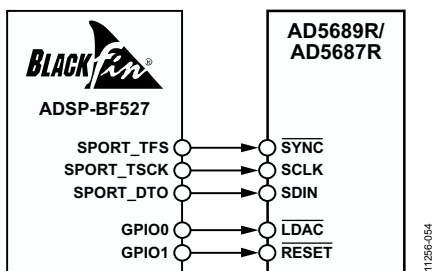 BLACKfin®
ADSP-BF527
AD5689R/
AD5687R
SPORT_TFS
SYNC
SPORT_TSCK
SCLK
SPORT_DTO
SDIN
GPIO0
LDAC
GPIO1
RESET
11256-054